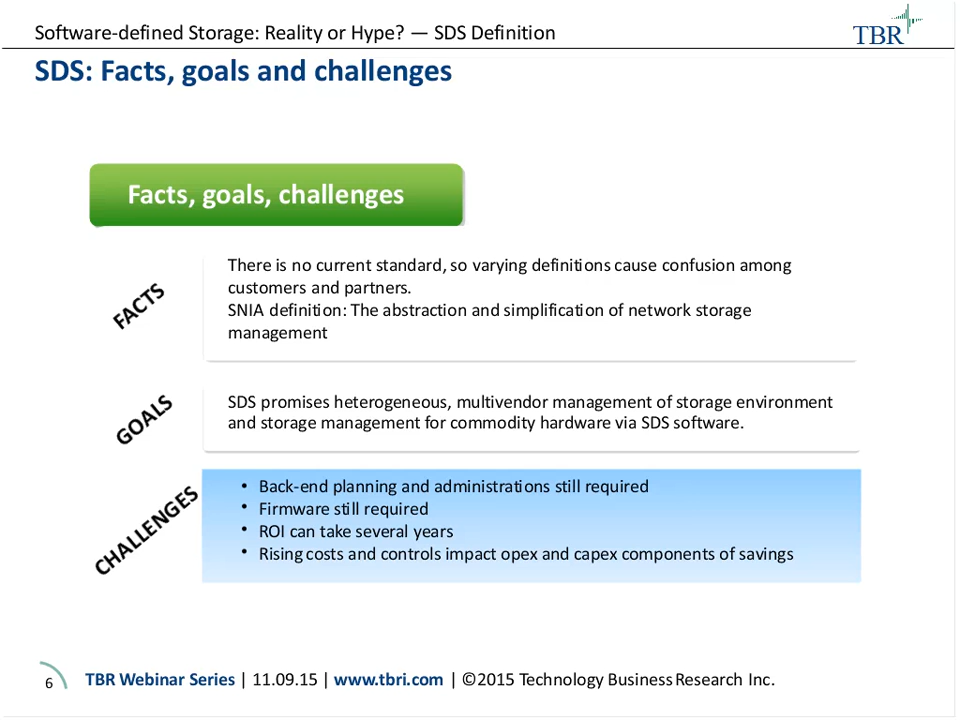 Software-defined Storage: Reality or Hype? — SDS Definition
TBR
SDS: Facts, goals and challenges
Facts, goals, challenges
FACTS
There is no current standard, so varying definitions cause confusion among
customers and partners.
SNIA definition: The abstraction and simplification of network storage
management
GOALS
SDS promises heterogeneous, multivendor management of storage environment
and storage management for commodity hardware via SDS software.
CHALLENGES
• Back-end planning and administrations still required
• Firmware still required
• ROI can take several years
• Rising costs and controls impact opex and capex components of savings
6
TBR Webinar Series | 11.09.15 | www.tbri.com | ©2015 Technology Business Research Inc.